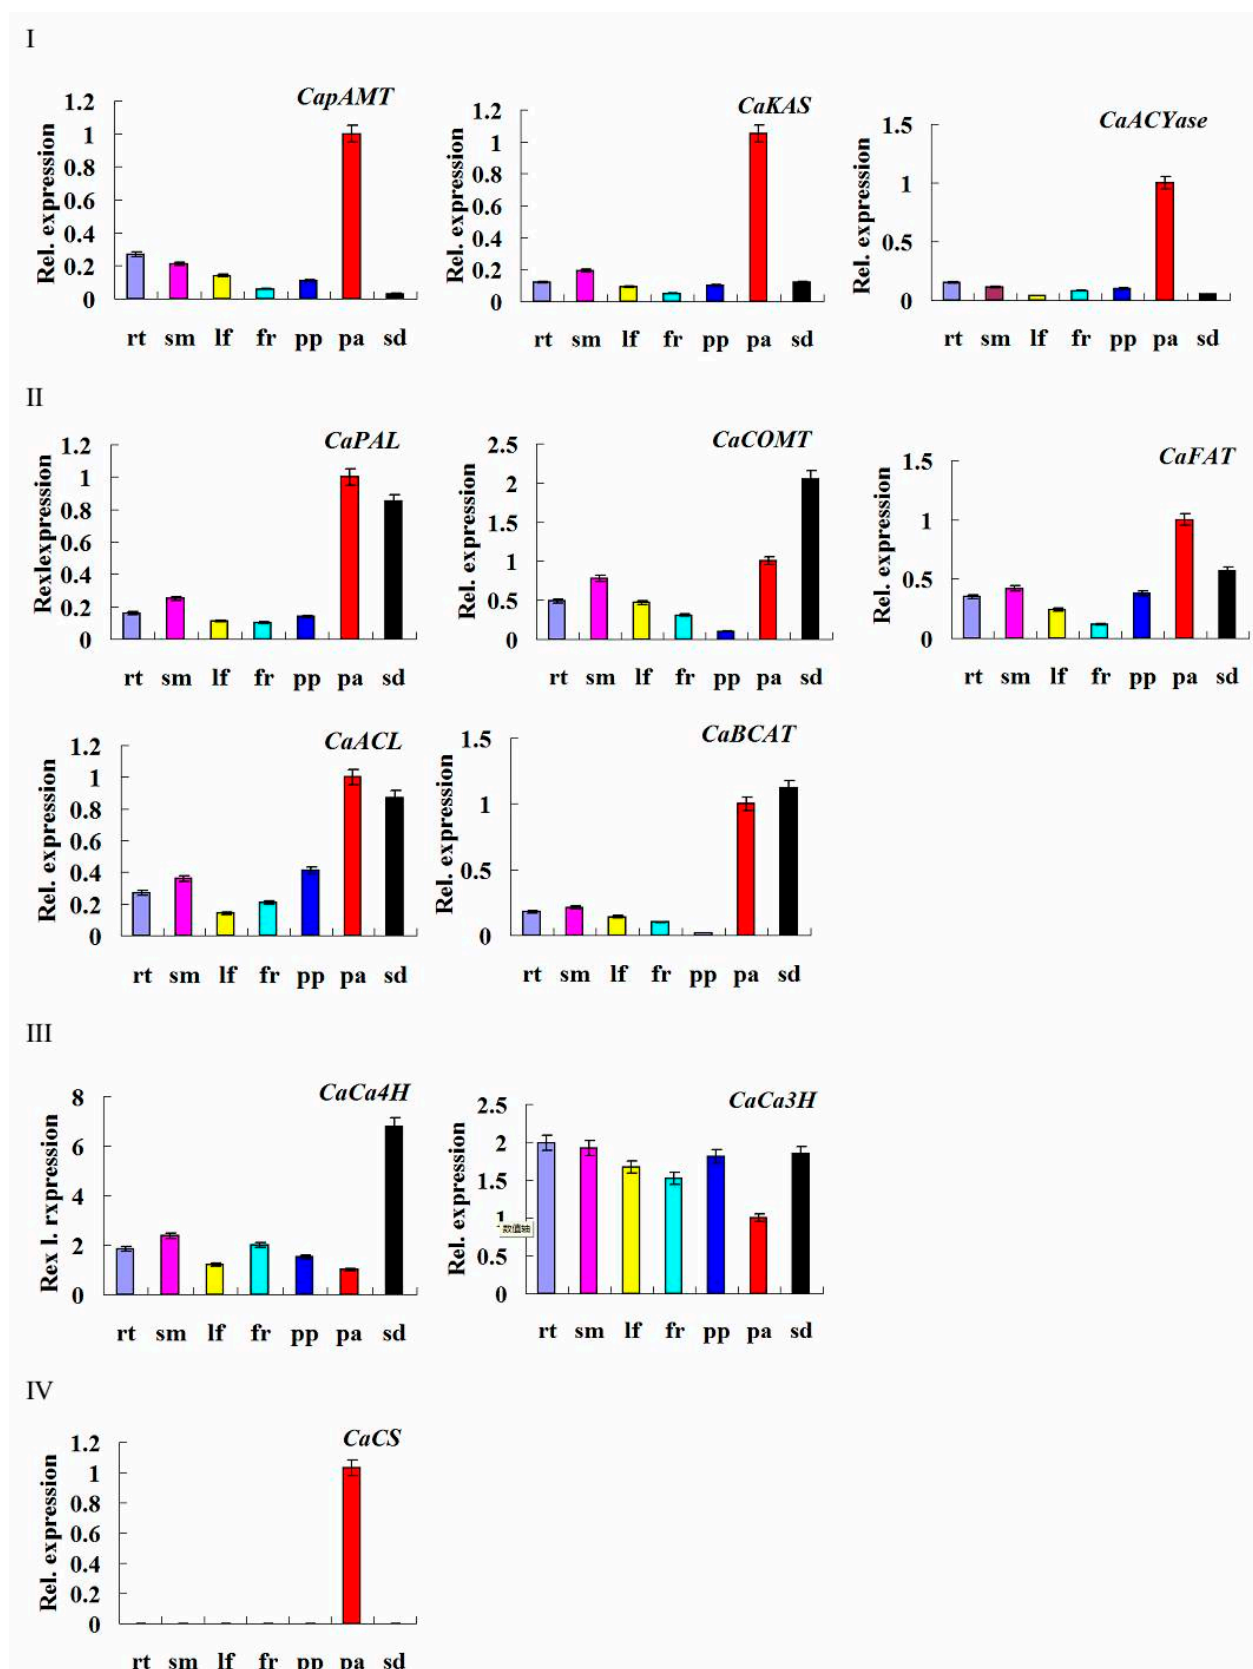 I
CapAMT
Rel. expression
1.2
1
0.8
0.6
0.4
0.2
0
rt sm lf fr pp pa sd
CaKAS
Rel. expression
1.2
1
0.8
0.6
0.4
0.2
0
rt sm lf fr pp pa sd
CaACYase
Rel. expression
1.5
1
0.5
0
rt sm lf fr pp pa sd
II
CaPAL
Rexlexpression
1.2
1
0.8
0.6
0.4
0.2
0
rt sm lf fr pp pa sd
CaCOMT
Rel. expression
2.5
2
1.5
1
0.5
0
rt sm lf fr pp pa sd
CaFAT
Rel. expression
1.5
1
0.5
0
rt sm lf fr pp pa sd
CaACL
Rel. expression
1.2
1
0.8
0.6
0.4
0.2
0
rt sm lf fr pp pa sd
CaBCAT
Rel. expression
1.5
1
0.5
0
rt sm lf fr pp pa sd
III
CaCa4H
Rex l. rxpression
8
6
4
2
0
rt sm lf fr pp pa sd
CaCa3H
Rel. expression
2.5
2
1.5
1
数值轴
0.5
0
rt sm lf fr pp pa sd
IV
CaCS
Rel. expression
1.2
1
0.8
0.6
0.4
0.2
0
rt sm lf fr pp pa sd